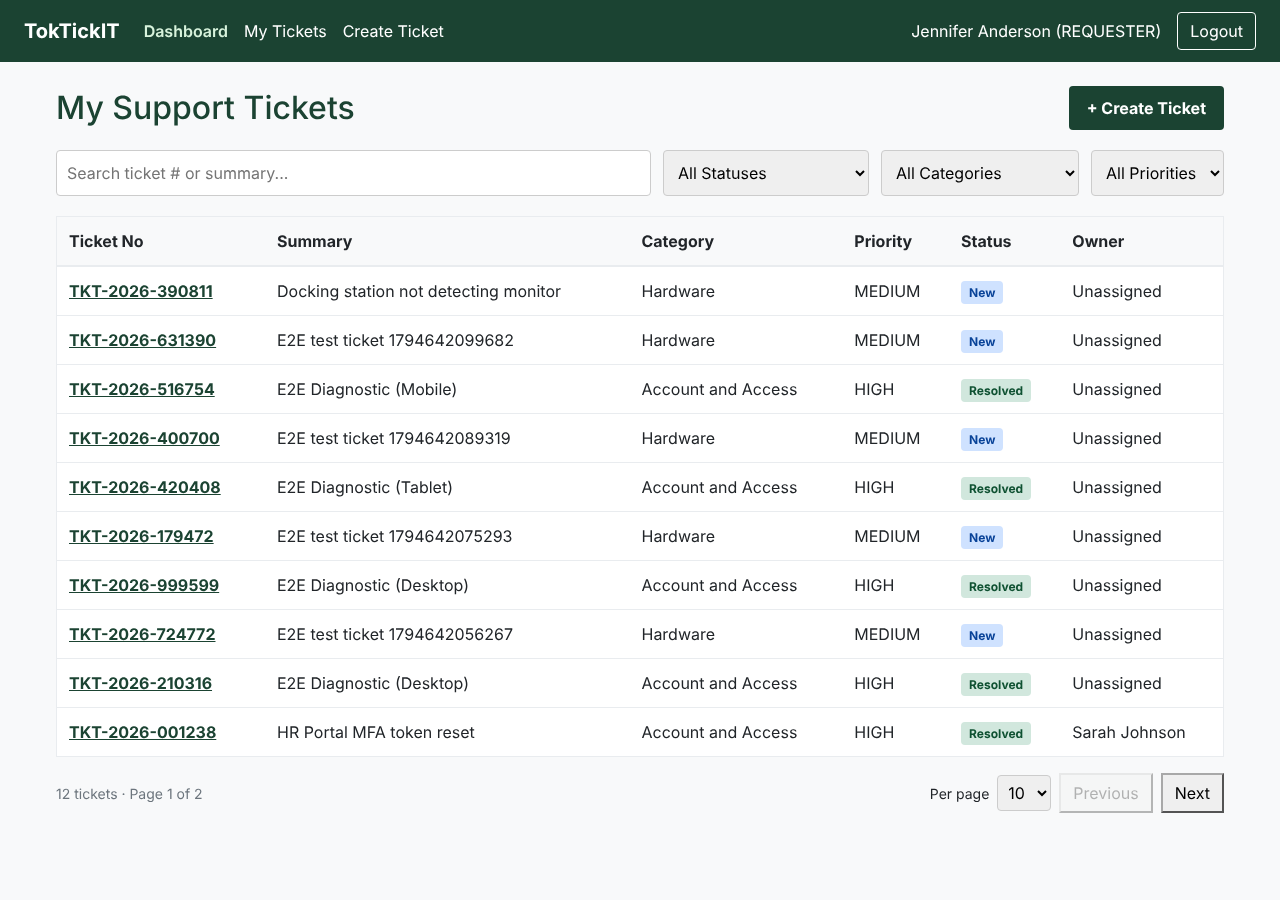 TokTickIT Dashboard My Tickets Create Ticket Jennifer Anderson (REQUESTER) Logout
My Support Tickets + Create Ticket
Search ticket # or summary... All Statuses All Categories All Priorities
Ticket No Summary Category Priority Status Owner
TKT-2026-390811 Docking station not detecting monitor Hardware MEDIUM New Unassigned
TKT-2026-631390 E2E test ticket 1794642099682 Hardware MEDIUM New Unassigned
TKT-2026-516754 E2E Diagnostic (Mobile) Account and Access HIGH Resolved Unassigned
TKT-2026-400700 E2E test ticket 1794642089319 Hardware MEDIUM New Unassigned
TKT-2026-420408 E2E Diagnostic (Tablet) Account and Access HIGH Resolved Unassigned
TKT-2026-179472 E2E test ticket 1794642075293 Hardware MEDIUM New Unassigned
TKT-2026-999599 E2E Diagnostic (Desktop) Account and Access HIGH Resolved Unassigned
TKT-2026-724772 E2E test ticket 1794642056267 Hardware MEDIUM New Unassigned
TKT-2026-210316 E2E Diagnostic (Desktop) Account and Access HIGH Resolved Unassigned
TKT-2026-001238 HR Portal MFA token reset Account and Access HIGH Resolved Sarah Johnson
12 tickets · Page 1 of 2 Per page 10 Previous Next